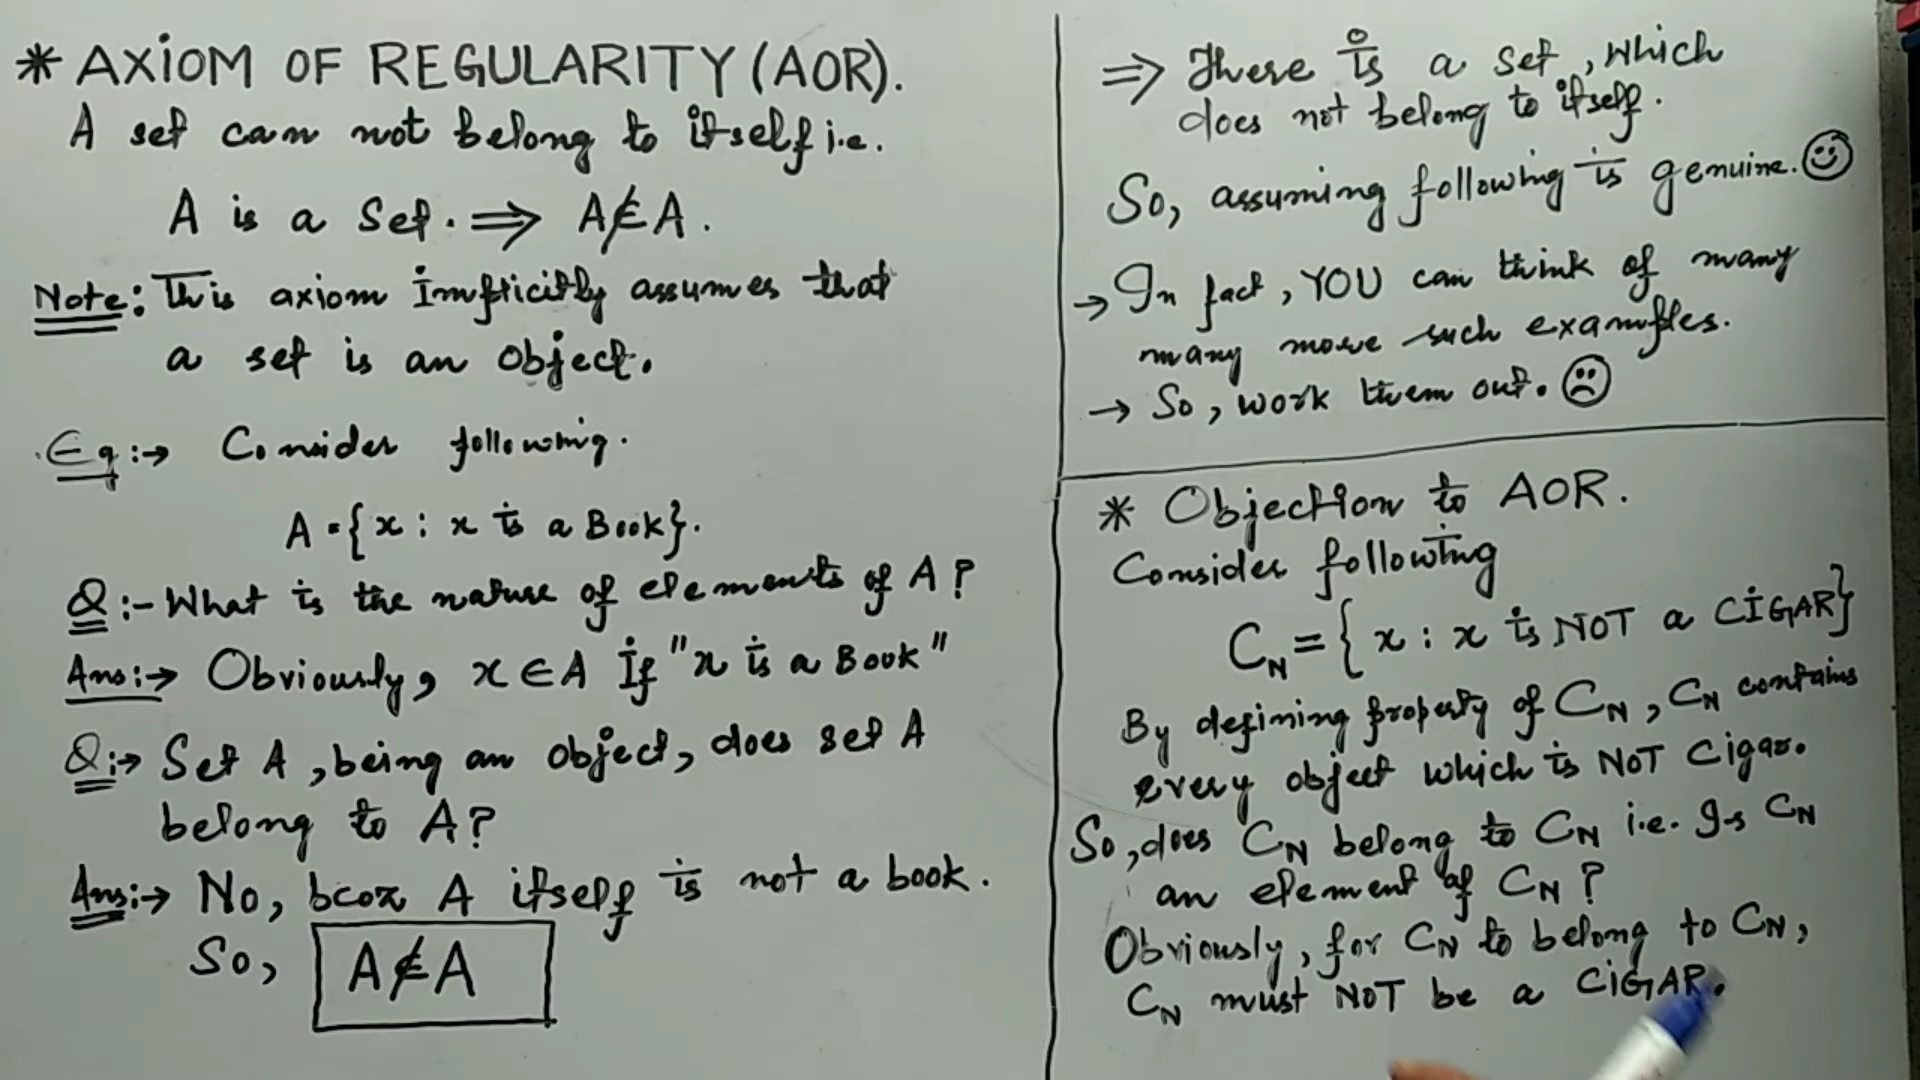 * AXIOM OF REGULARITY (AOR).
A set can not belong to itself i.e.
A is a Set. ⟹ A∉A.
Note: This axiom Implicitly assumes that
a set is an object.
Eg:→ Consider following.
A = {x : x is a Book}.
Q:- What is the nature of elements of A?
Ans:→ Obviously, x∈A If "x is a Book"
Q:→ Set A, being an object, does set A
belong to A?
Ans:→ No, bcoz A itself is not a book.
So, A∉A
⟹ There is a set, which
does not belong to itself.
So, assuming following is genuine. ☺
→ In fact, YOU can think of many
many more such examples.
→ So, work them out. ☹
* Objection to AOR.
Consider following
C_N = { x : x is NOT a CIGAR}
By defining property of C_N, C_N contains
every object which is NOT Cigar.
So, does C_N belong to C_N i.e. Is C_N
an element of C_N?
Obviously, for C_N to belong to C_N,
C_N must NOT be a CIGAR.